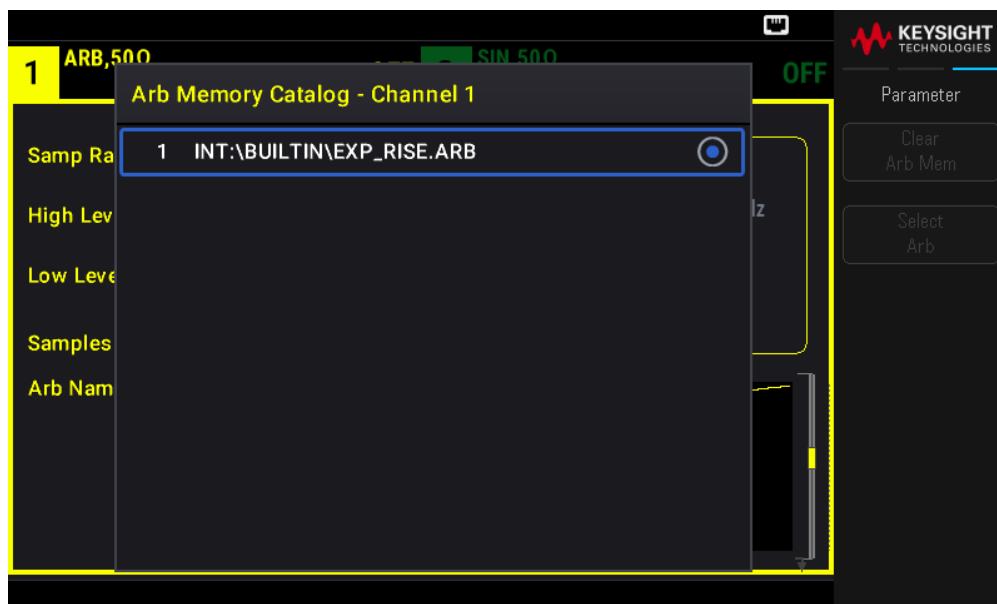 KEYSIGHT
TECHNOLOGIES
1 ARB,50Ω
SIN,50Ω
OFF
Arb Memory Catalog - Channel 1
1 INT:\BUILTIN\EXP_RISE.ARB
Samp Ra
High Lev
Low Leve
Samples
Arb Nam
Parameter
Clear
Arb Mem
Select
Arb